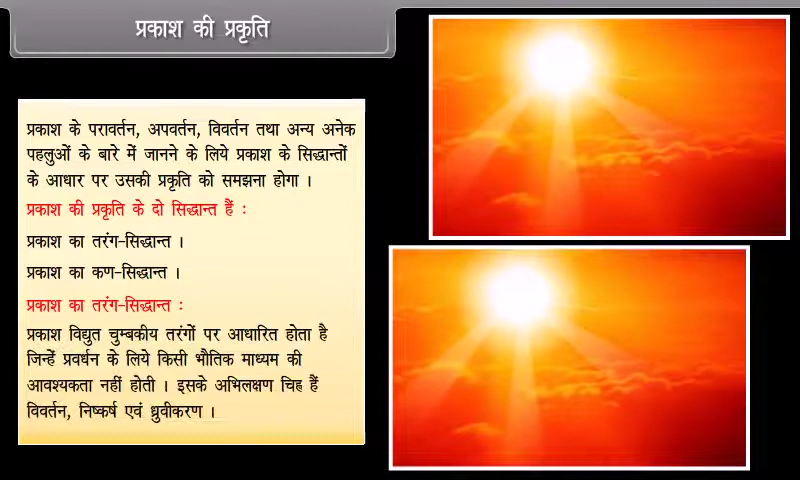 प्रकाश की प्रकृति
प्रकाश के परावर्तन, अपवर्तन, विवर्तन तथा अन्य अनेक
पहलुओं के बारे में जानने के लिये प्रकाश के सिद्धान्तों
के आधार पर उसकी प्रकृति को समझना होगा ।
प्रकाश की प्रकृति के दो सिद्धान्त हैं :
प्रकाश का तरंग-सिद्धान्त ।
प्रकाश का कण-सिद्धान्त ।
प्रकाश का तरंग-सिद्धान्त :
प्रकाश विद्युत चुम्बकीय तरंगों पर आधारित होता है
जिन्हें प्रवर्धन के लिये किसी भौतिक माध्यम की
आवश्यकता नहीं होती । इसके अभिलक्षण चिह्न हैं
विवर्तन, निष्कर्ष एवं ध्रुवीकरण ।